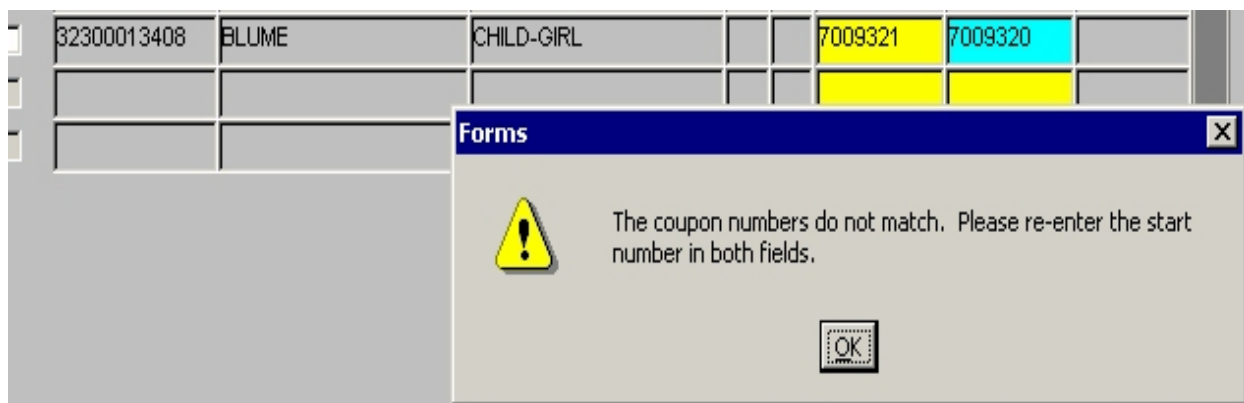 32300013408 BLUME CHILD-GIRL 7009321 7009320
Forms
The coupon numbers do not match. Please re-enter the start
number in both fields.
OK